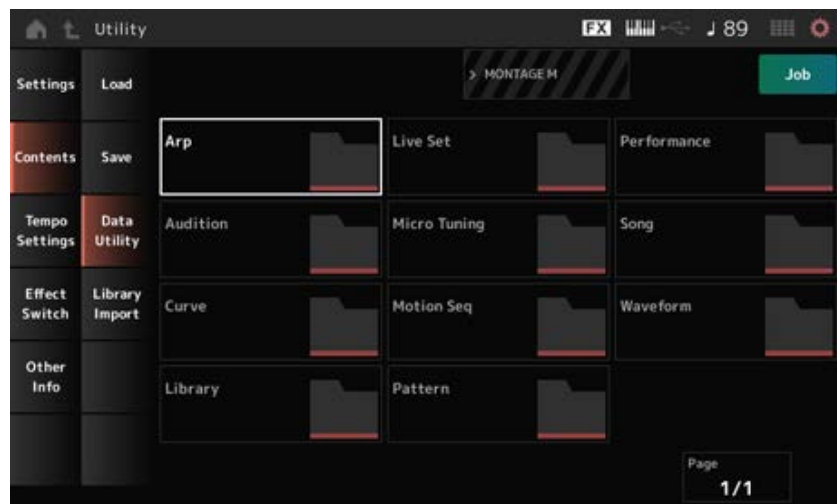 Utility
FX
♩ 89
Settings
Load
> MONTAGE M
Job
Contents
Save
Arp
Live Set
Performance
Tempo
Settings
Data
Utility
Audition
Micro Tuning
Song
Effect
Switch
Library
Import
Curve
Motion Seq
Waveform
Other
Info
Library
Pattern
Page
1/1